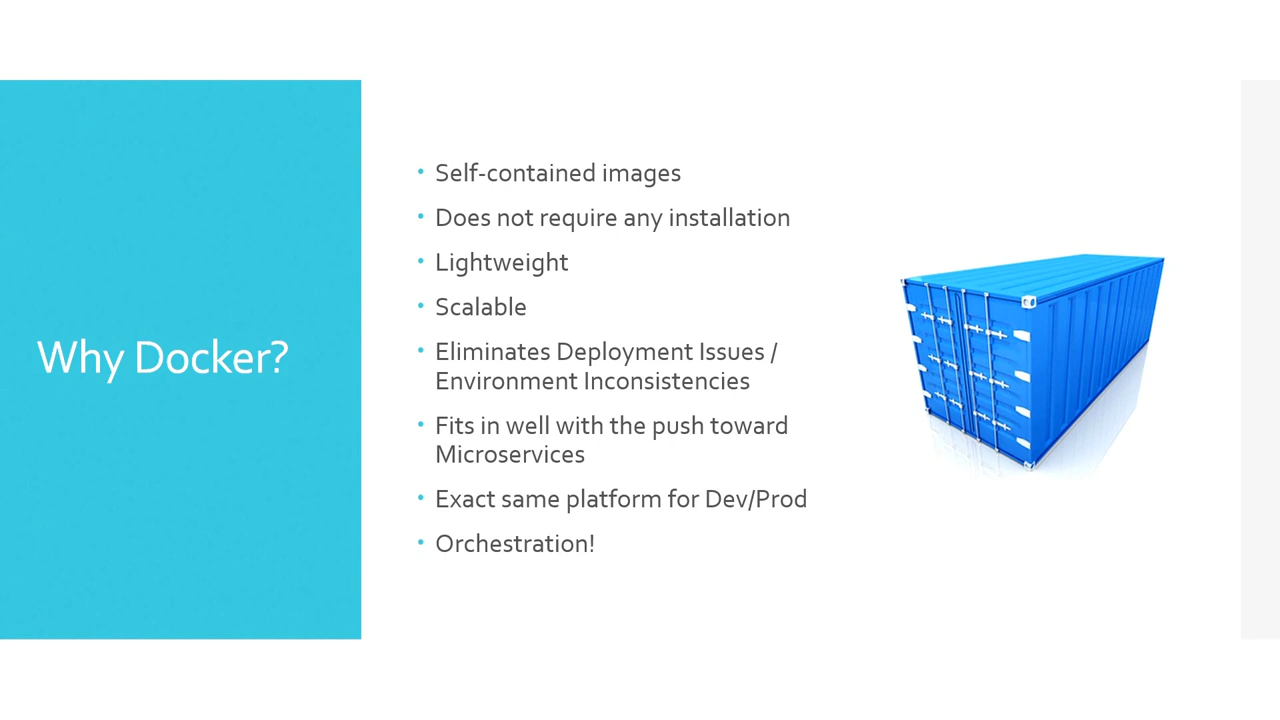 Why Docker?
• Self-contained images
• Does not require any installation
• Lightweight
• Scalable
• Eliminates Deployment Issues /
Environment Inconsistencies
• Fits in well with the push toward
Microservices
• Exact same platform for Dev/Prod
• Orchestration!